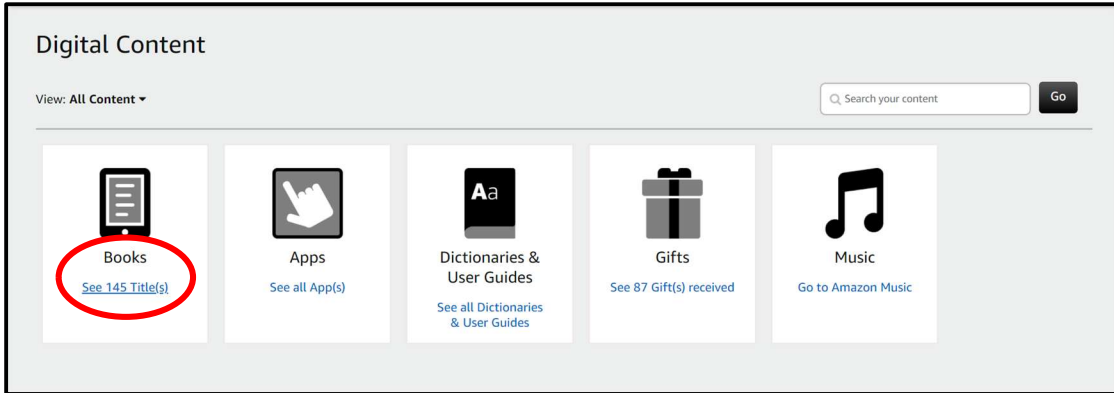 Digital Content
View: All Content
Search your content
Go
Books
See 145 Title(s)
Apps
See all App(s)
Aa
Dictionaries &
User Guides
See all Dictionaries
& User Guides
Gifts
See 87 Gift(s) received
Music
Go to Amazon Music